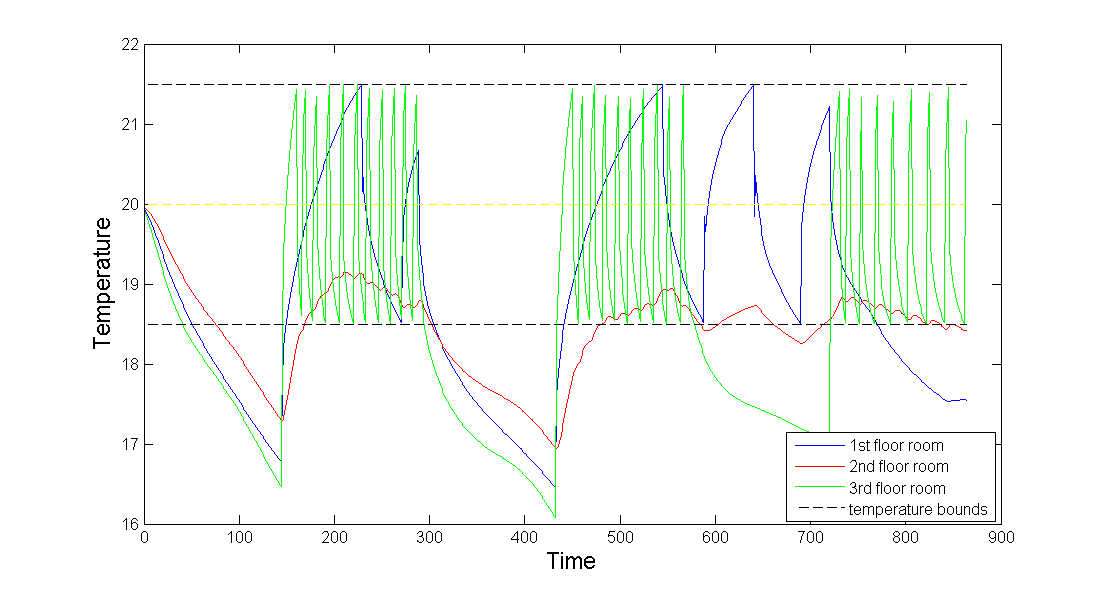 22
21
20
19
18
17
16
Temperature
0 100 200 300 400 500 600 700 800 900
Time
1st floor room
2nd floor room
3rd floor room
temperature bounds